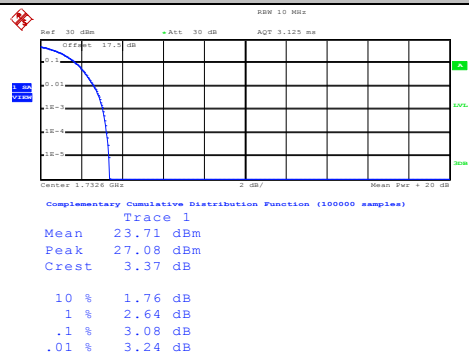 RBW 10 MHz
Ref 30 dBm *Att 30 dB AQT 3.125 ms
Offset 17.5 dB
0.1
A
1 SA
VIEW
0.01
1E-3
LVL
1E-4
1E-5
3DB
Center 1.7326 GHz 2 dB/ Mean Pwr + 20 dB
Complementary Cumulative Distribution Function (100000 samples)
Trace 1
Mean 23.71 dBm
Peak 27.08 dBm
Crest 3.37 dB
10 % 1.76 dB
1 % 2.64 dB
.1 % 3.08 dB
.01 % 3.24 dB